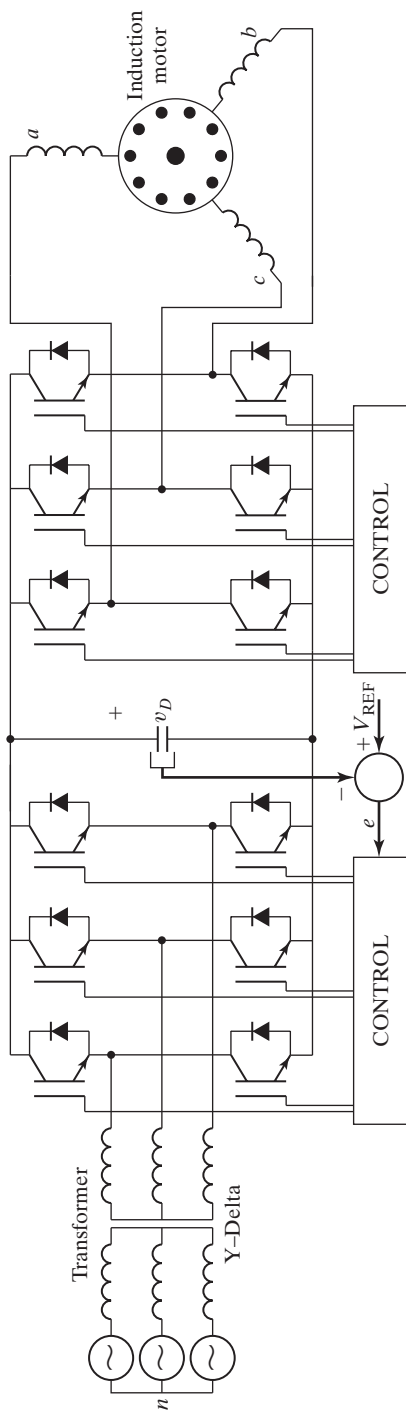 Transformer
Y–Delta
n
~
~
~
CONTROL
e
+
v_D
−
+ V_REF
CONTROL
a
Induction
motor
b
c